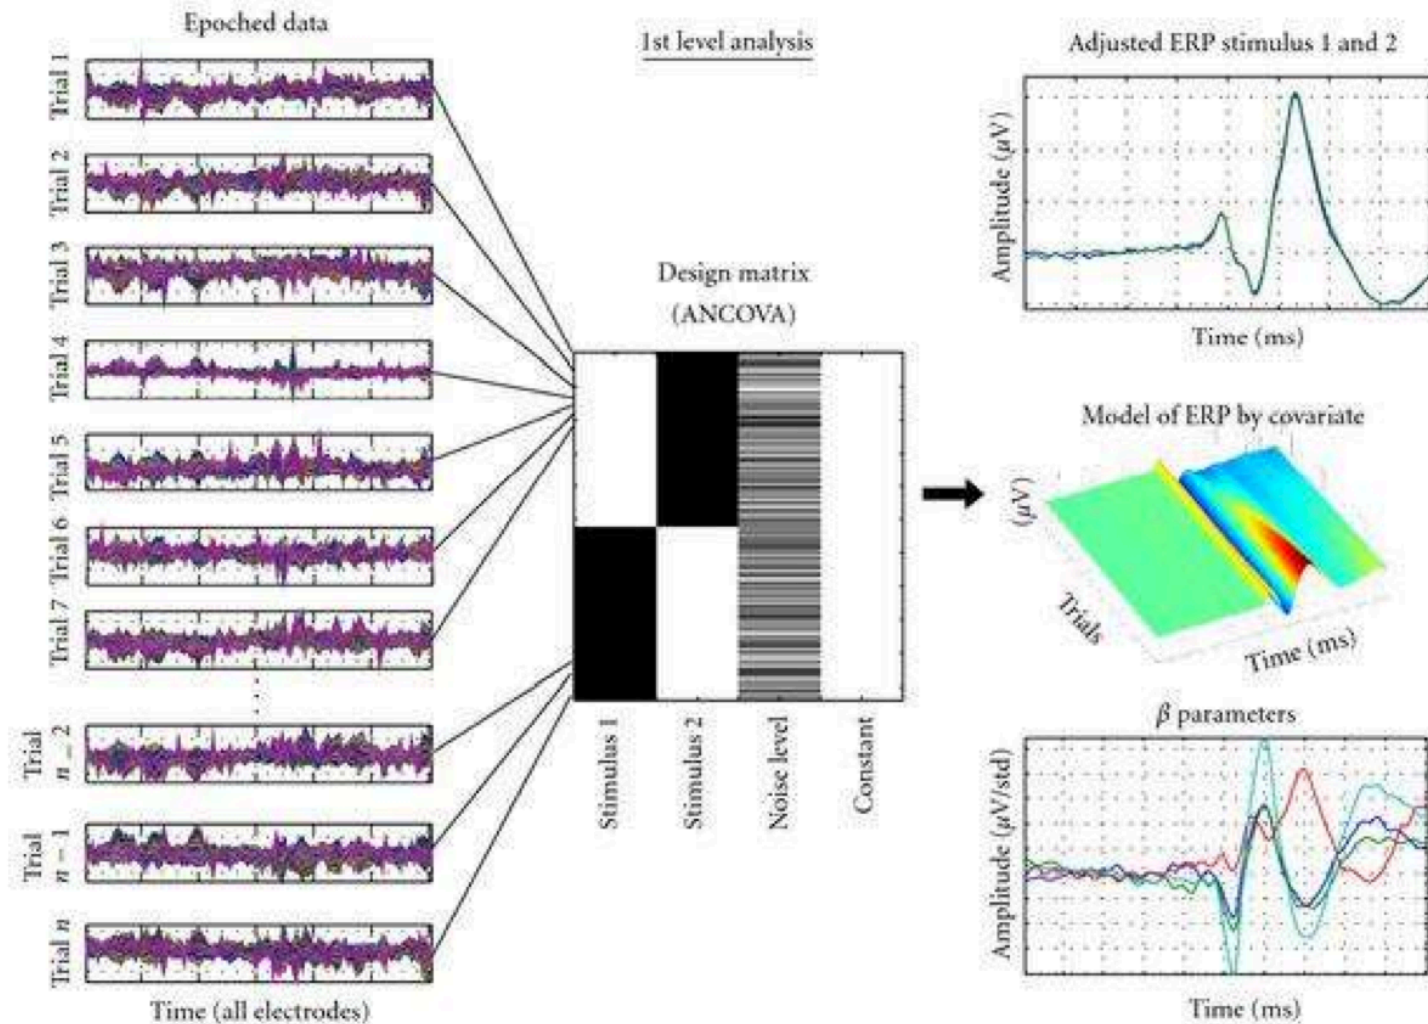 Epoched data
Trial 1
Trial 2
Trial 3
Trial 4
Trial 5
Trial 6
Trial 7
Trial
n − 2
Trial
n − 1
Trial n
Time (all electrodes)
1st level analysis
Design matrix
(ANCOVA)
Stimulus 1
Stimulus 2
Noise level
Constant
Adjusted ERP stimulus 1 and 2
Amplitude (μV)
Time (ms)
Model of ERP by covariate
(μV)
Trials
Time (ms)
β parameters
Amplitude (μV/std)
Time (ms)